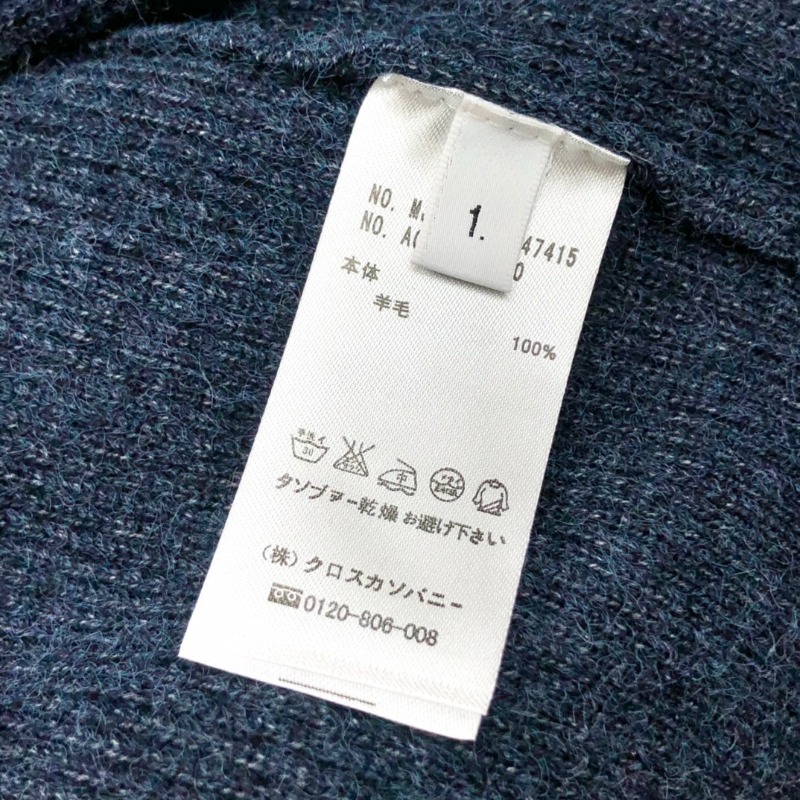 1.
NO. M
NO. A 47415
0
本体
羊毛
100%
手洗イ
30
中
タンブラー乾燥お避け下さい
(株)クロスカンパニー
0120-806-008